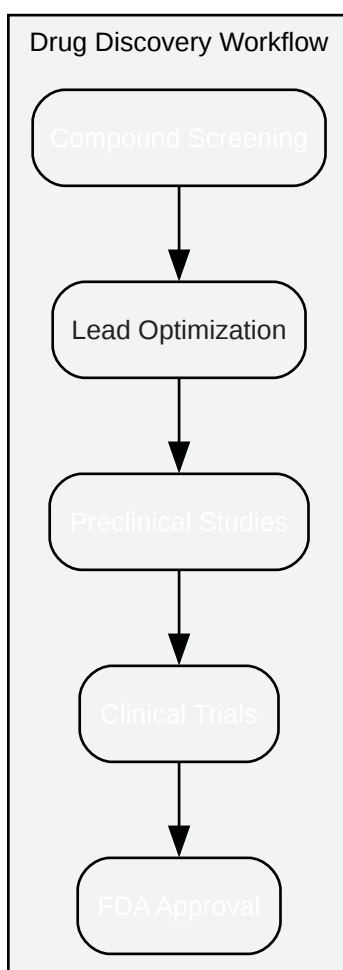 Drug Discovery Workflow
Compound Screening
Lead Optimization
Preclinical Studies
Clinical Trials
FDA Approval